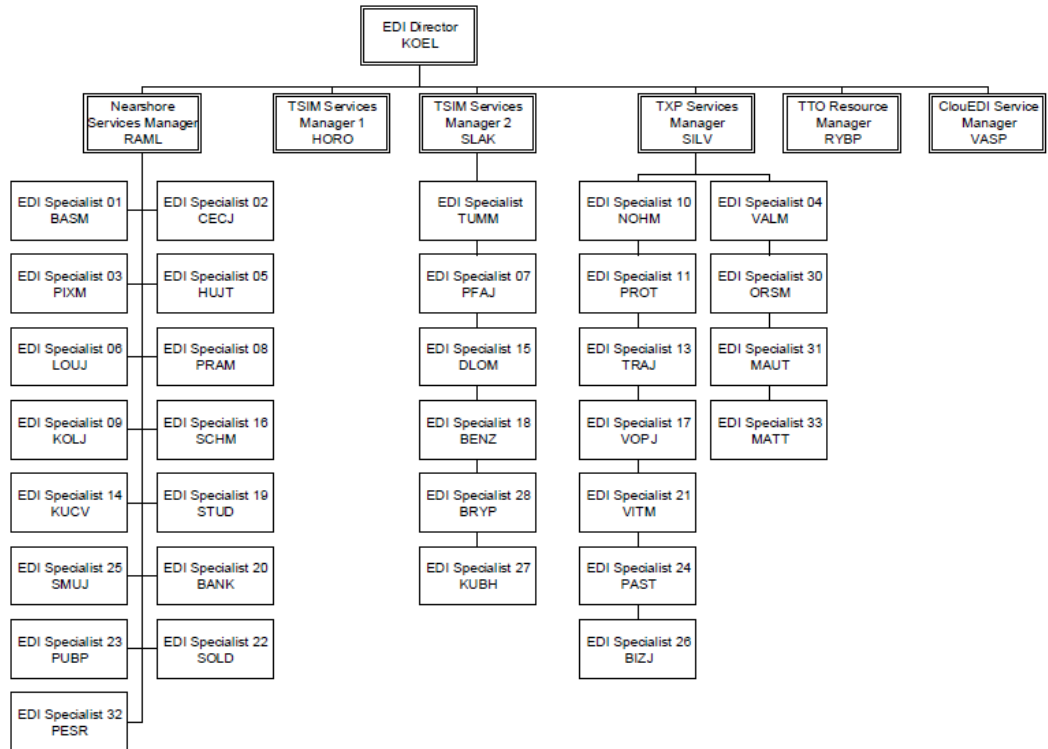 EDI Director
KOEL
Nearshore
Services Manager
RAML
TSIM Services
Manager 1
HORO
TSIM Services
Manager 2
SLAK
TXP Services
Manager
SILV
TTO Resource
Manager
RYBP
ClouEDI Service
Manager
VASP
EDI Specialist 01
BASM
EDI Specialist 02
CECJ
EDI Specialist
TUMM
EDI Specialist 10
NOHM
EDI Specialist 04
VALM
EDI Specialist 03
PIXM
EDI Specialist 05
HUJT
EDI Specialist 07
PFAJ
EDI Specialist 11
PROT
EDI Specialist 30
ORSM
EDI Specialist 06
LOUJ
EDI Specialist 08
PRAM
EDI Specialist 15
DLOM
EDI Specialist 13
TRAJ
EDI Specialist 31
MAUT
EDI Specialist 09
KOLJ
EDI Specialist 16
SCHM
EDI Specialist 18
BENZ
EDI Specialist 17
VOPJ
EDI Specialist 33
MATT
EDI Specialist 14
KUCV
EDI Specialist 19
STUD
EDI Specialist 28
BRYP
EDI Specialist 21
VITM
EDI Specialist 25
SMUJ
EDI Specialist 20
BANK
EDI Specialist 27
KUBH
EDI Specialist 24
PAST
EDI Specialist 23
PUBP
EDI Specialist 22
SOLD
EDI Specialist 26
BIZJ
EDI Specialist 32
PESR